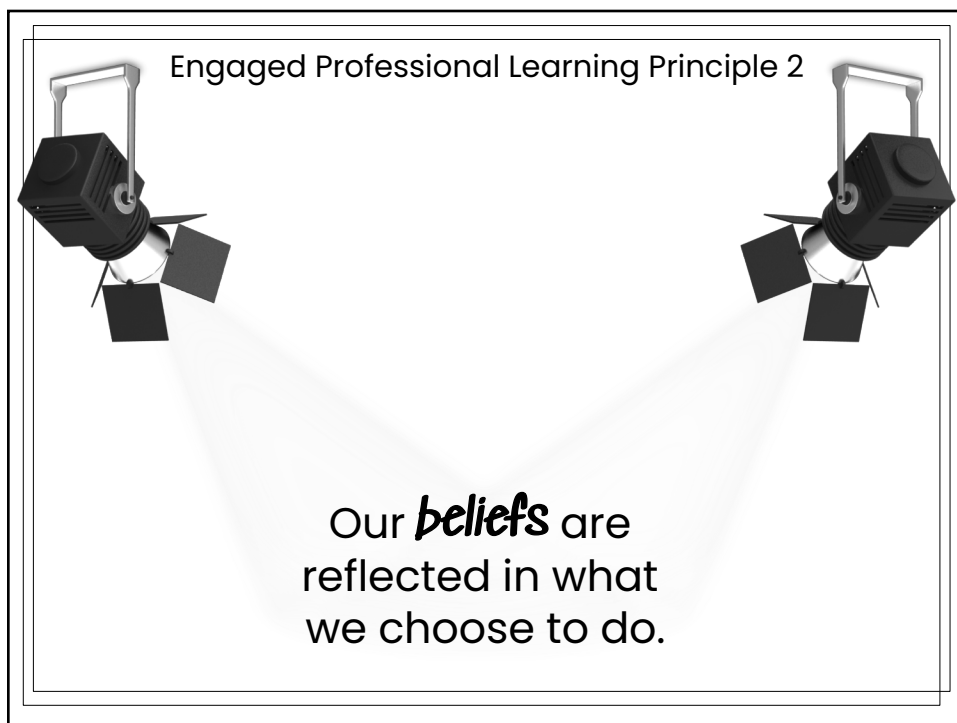 Engaged Professional Learning Principle 2
Our beliefs are
reflected in what
we choose to do.